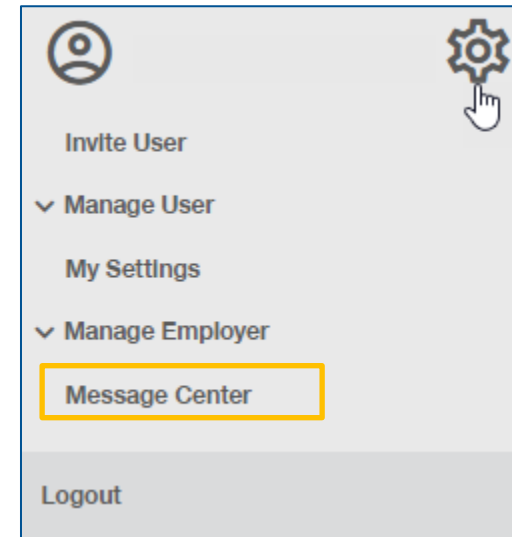 Invite User
Manage User
My Settings
Manage Employer
Message Center
Logout